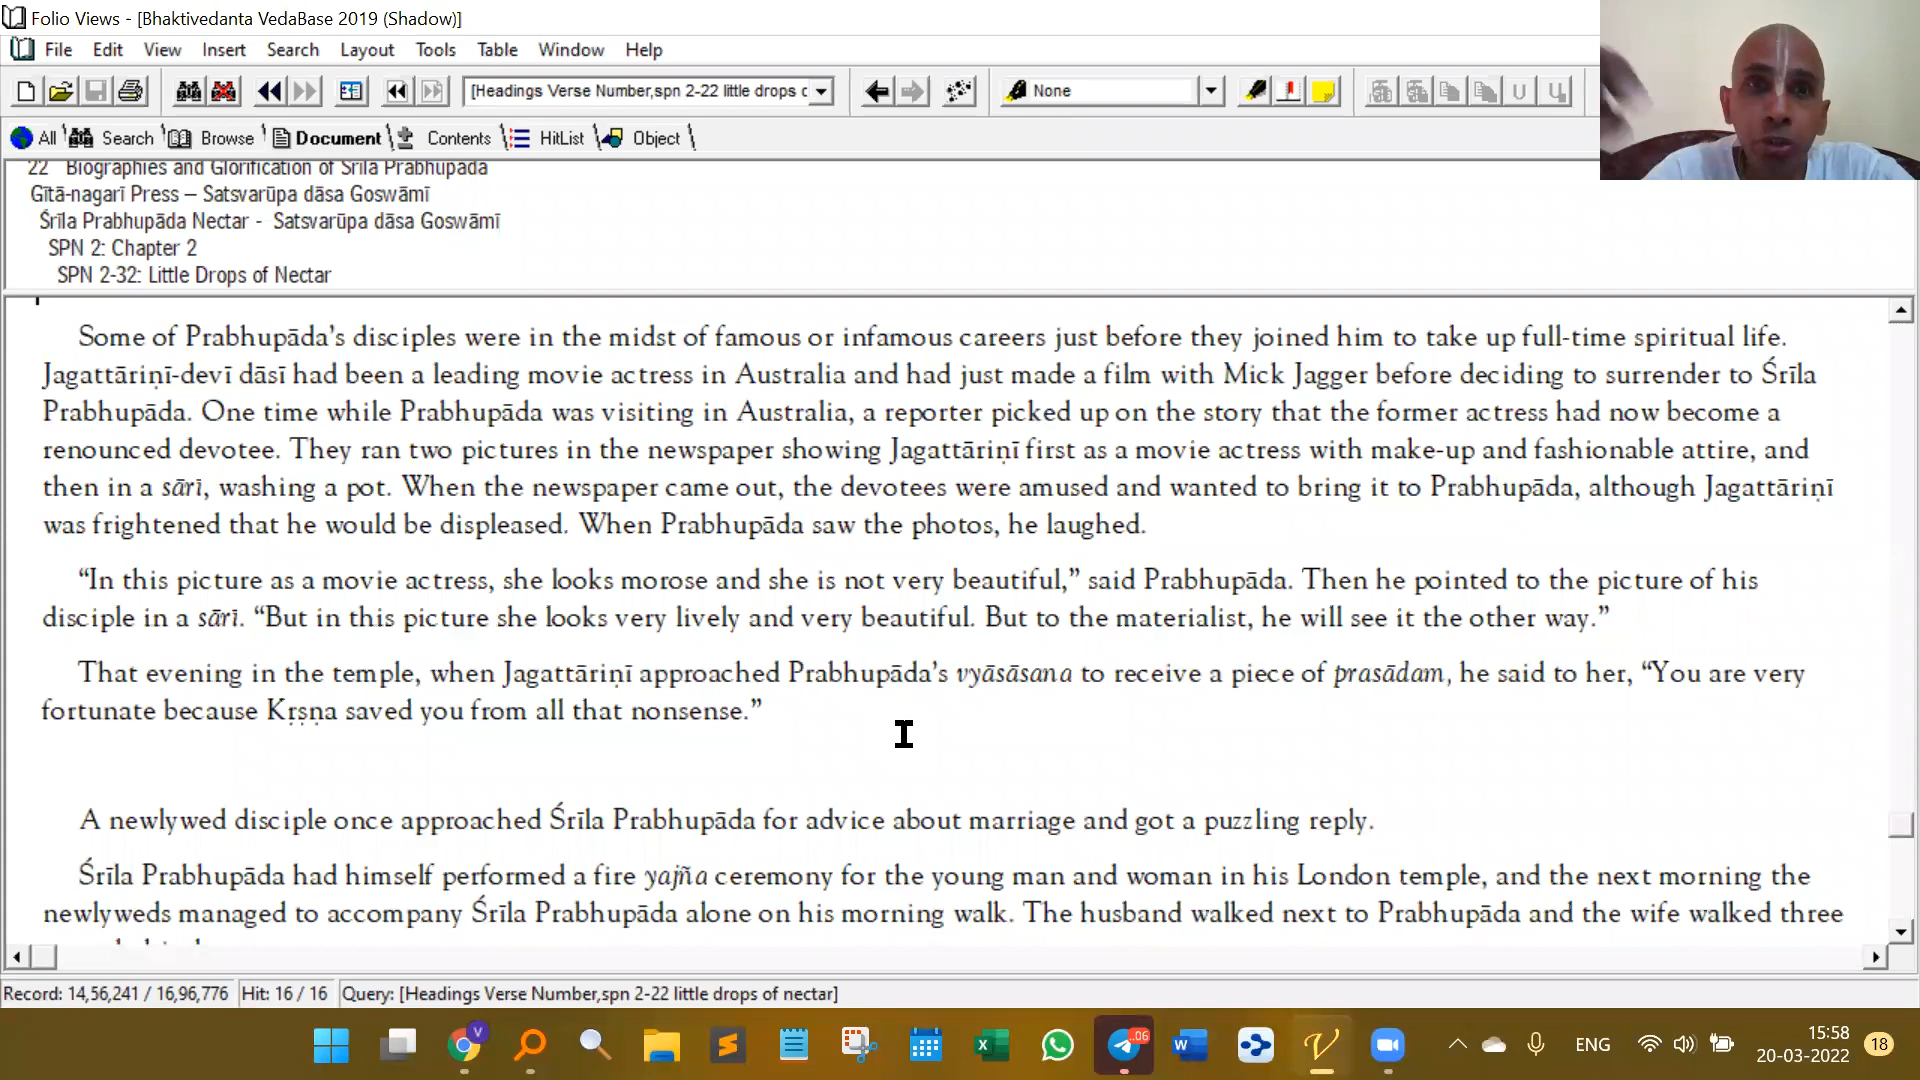 Folio Views - [Bhaktivedanta VedaBase 2019 (Shadow)]
File Edit View Insert Search Layout Tools Table Window Help
[Headings Verse Number,spn 2-22 little drops c
None
All Search Browse Document Contents HitList Object
22 Biographies and Glorification of Śrīla Prabhupāda
Gītā-nagarī Press – Satsvarūpa dāsa Goswāmī
Śrīla Prabhupāda Nectar - Satsvarūpa dāsa Goswāmī
SPN 2: Chapter 2
SPN 2-32: Little Drops of Nectar
Some of Prabhupāda's disciples were in the midst of famous or infamous careers just before they joined him to take up full-time spiritual life.
Jagattāriṇī-devī dāsī had been a leading movie actress in Australia and had just made a film with Mick Jagger before deciding to surrender to Śrīla
Prabhupāda. One time while Prabhupāda was visiting in Australia, a reporter picked up on the story that the former actress had now become a
renounced devotee. They ran two pictures in the newspaper showing Jagattāriṇī first as a movie actress with make-up and fashionable attire, and
then in a sārī, washing a pot. When the newspaper came out, the devotees were amused and wanted to bring it to Prabhupāda, although Jagattāriṇī
was frightened that he would be displeased. When Prabhupāda saw the photos, he laughed.
“In this picture as a movie actress, she looks morose and she is not very beautiful,” said Prabhupāda. Then he pointed to the picture of his
disciple in a sārī. “But in this picture she looks very lively and very beautiful. But to the materialist, he will see it the other way.”
That evening in the temple, when Jagattāriṇī approached Prabhupāda's vyāsāsana to receive a piece of prasādam, he said to her, “You are very
fortunate because Kṛṣṇa saved you from all that nonsense.”
A newlywed disciple once approached Śrīla Prabhupāda for advice about marriage and got a puzzling reply.
Śrīla Prabhupāda had himself performed a fire yajña ceremony for the young man and woman in his London temple, and the next morning the
newlyweds managed to accompany Śrīla Prabhupāda alone on his morning walk. The husband walked next to Prabhupāda and the wife walked three
Record: 14,56,241 / 16,96,776 Hit: 16 / 16 Query: [Headings Verse Number,spn 2-22 little drops of nectar]
V
..06
ENG
15:58
20-03-2022
18